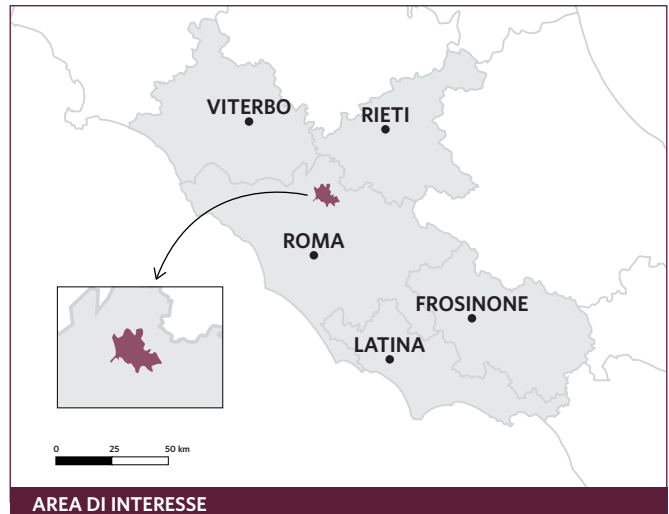 VITERBO
RIETI
ROMA
FROSINONE
LATINA
0 25 50 km
AREA DI INTERESSE